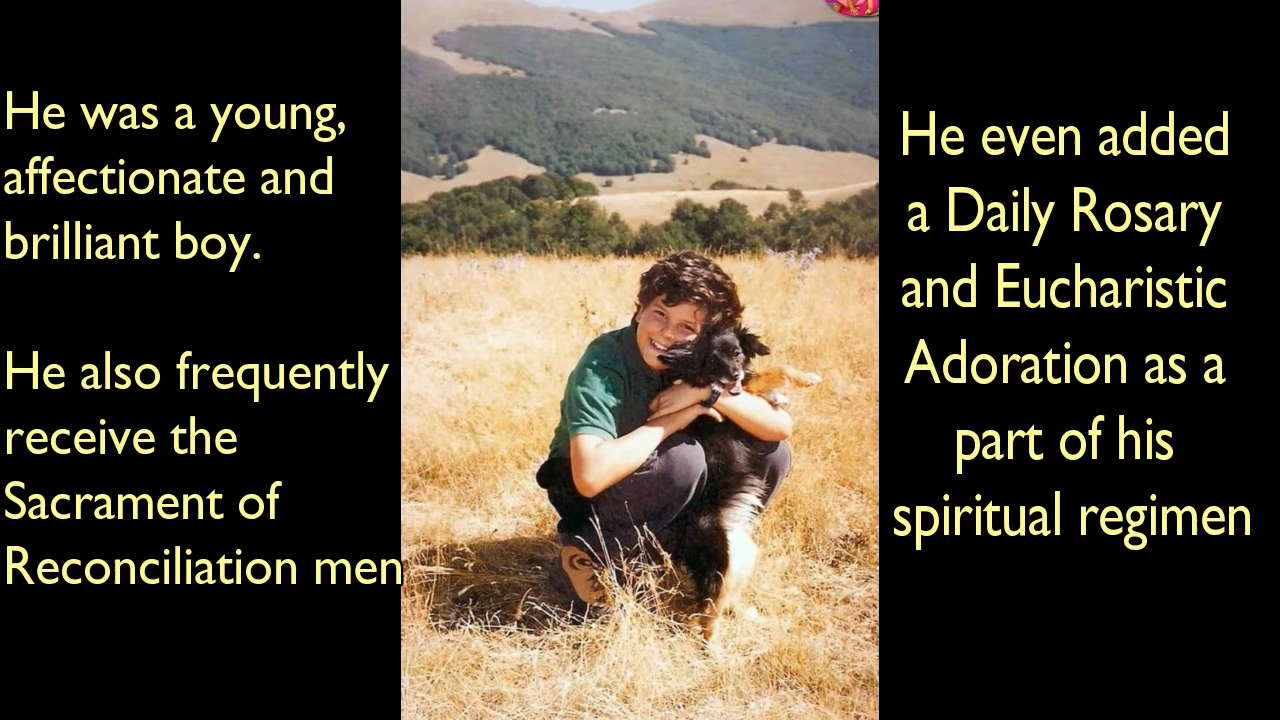 He was a young,
affectionate and
brilliant boy.
He also frequently
receive the
Sacrament of
Reconciliation men
He even added
a Daily Rosary
and Eucharistic
Adoration as a
part of his
spiritual regimen